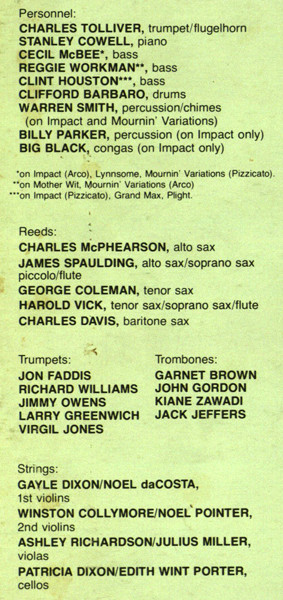 Personnel:
CHARLES TOLLIVER, trumpet/flugelhorn
STANLEY COWELL, piano
CECIL McBEE*, bass
REGGIE WORKMAN**, bass
CLINT HOUSTON***, bass
CLIFFORD BARBARO, drums
WARREN SMITH, percussion/chimes
(on Impact and Mournin' Variations)
BILLY PARKER, percussion (on Impact only)
BIG BLACK, congas (on Impact only)
*on Impact (Arco), Lynnsome, Mournin' Variations (Pizzicato).
**on Mother Wit, Mournin' Variations (Arco)
***on Impact (Pizzicato), Grand Max, Plight.
Reeds:
CHARLES McPHEARSON, alto sax
JAMES SPAULDING, alto sax/soprano sax
piccolo/flute
GEORGE COLEMAN, tenor sax
HAROLD VICK, tenor sax/soprano sax/flute
CHARLES DAVIS, baritone sax
Trumpets:
JON FADDIS
RICHARD WILLIAMS
JIMMY OWENS
LARRY GREENWICH
VIRGIL JONES
Trombones:
GARNET BROWN
JOHN GORDON
KIANE ZAWADI
JACK JEFFERS
Strings:
GAYLE DIXON/NOEL daCOSTA,
1st violins
WINSTON COLLYMORE/NOEL POINTER,
2nd violins
ASHLEY RICHARDSON/JULIUS MILLER,
violas
PATRICIA DIXON/EDITH WINT PORTER,
cellos